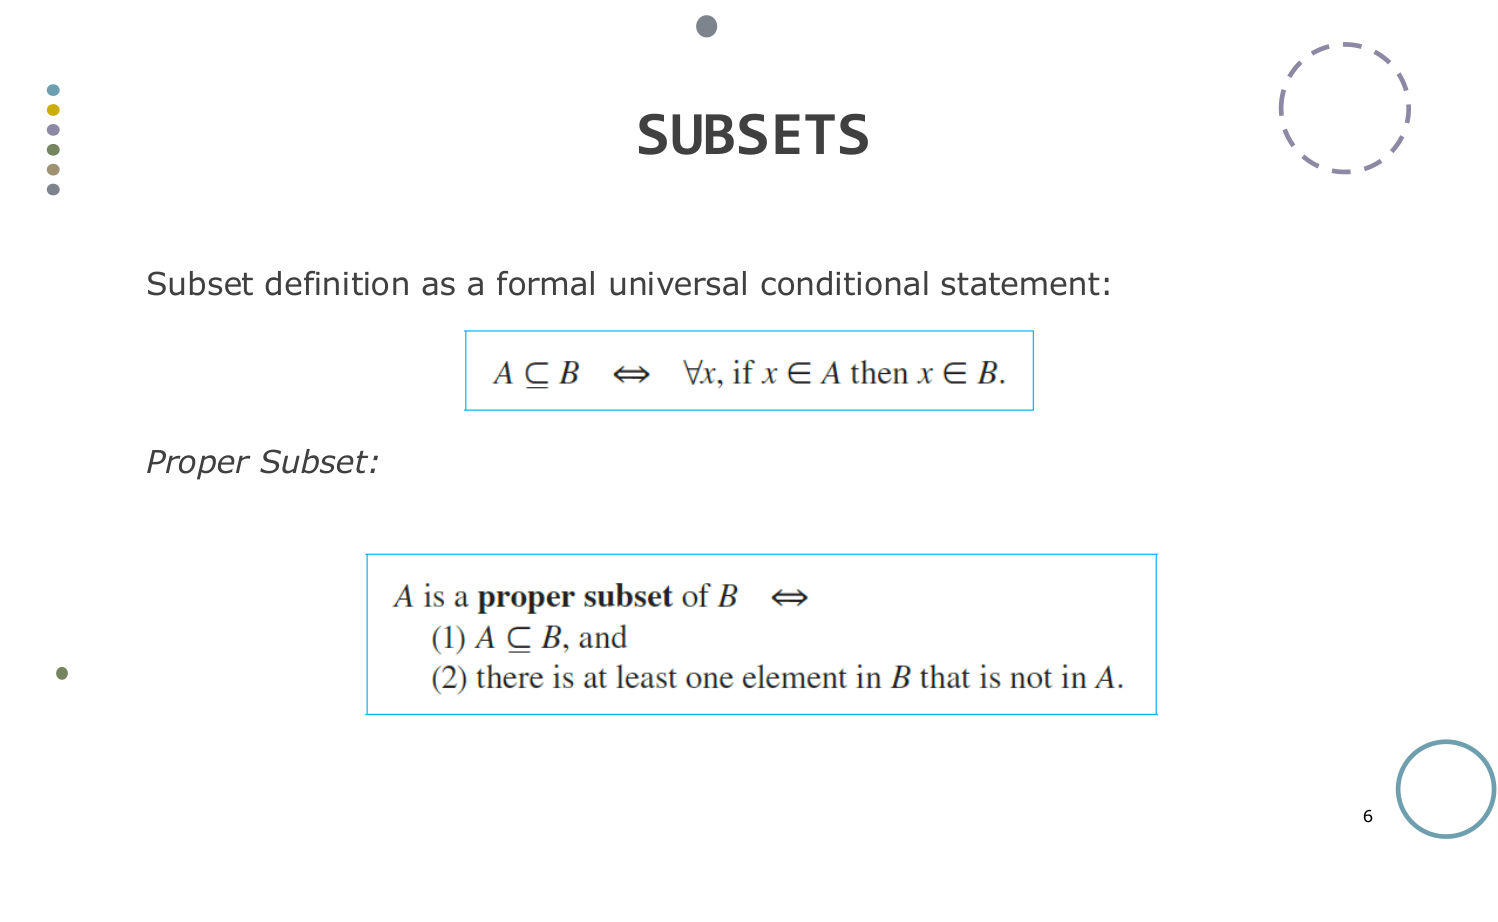 SUBSETS
Subset definition as a formal universal conditional statement:
A ⊆ B ⇔ ∀x, if x ∈ A then x ∈ B.
Proper Subset:
A is a proper subset of B ⇔
(1) A ⊆ B, and
(2) there is at least one element in B that is not in A.
6